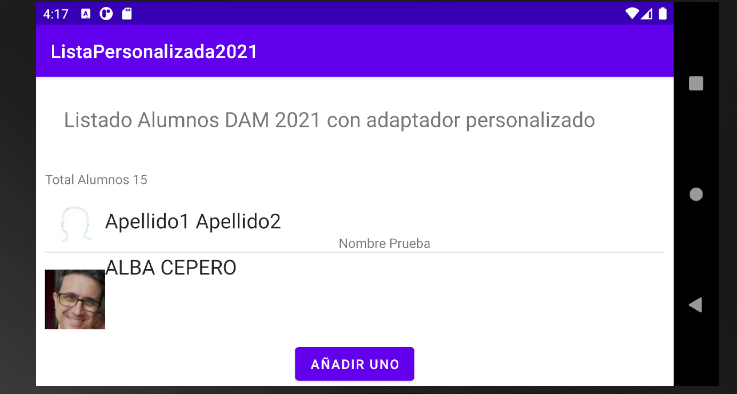 4:17
ListaPersonalizada2021
Listado Alumnos DAM 2021 con adaptador personalizado
Total Alumnos 15
Apellido1 Apellido2
Nombre Prueba
ALBA CEPERO
AÑADIR UNO